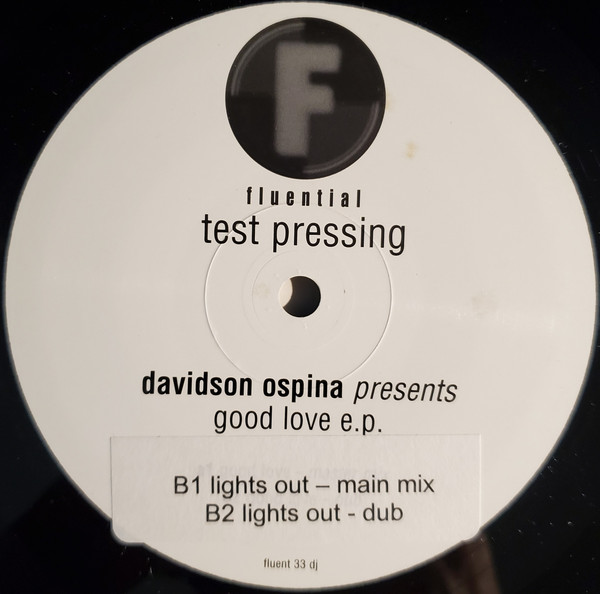 F
fluential
test pressing
davidson ospina presents
good love e.p.
B1 lights out – main mix
B2 lights out - dub
fluent 33 dj